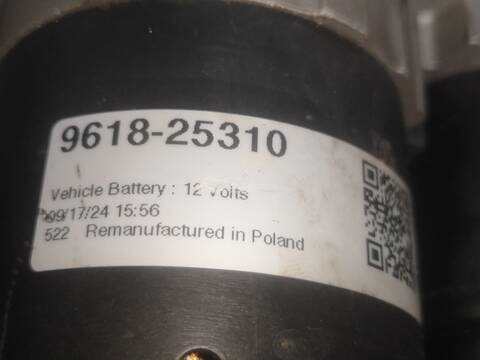 9618-25310
Vehicle Battery : 12 Volts
09/17/24 15:56
522 Remanufactured in Poland